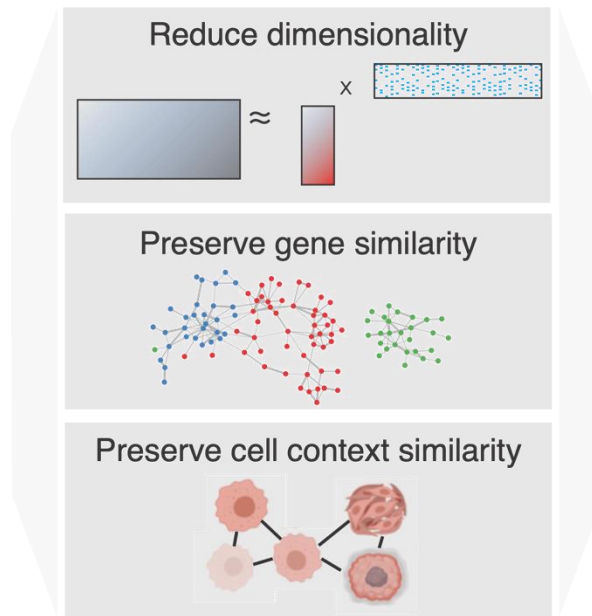 Reduce dimensionality
≈
x
Preserve gene similarity
Preserve cell context similarity